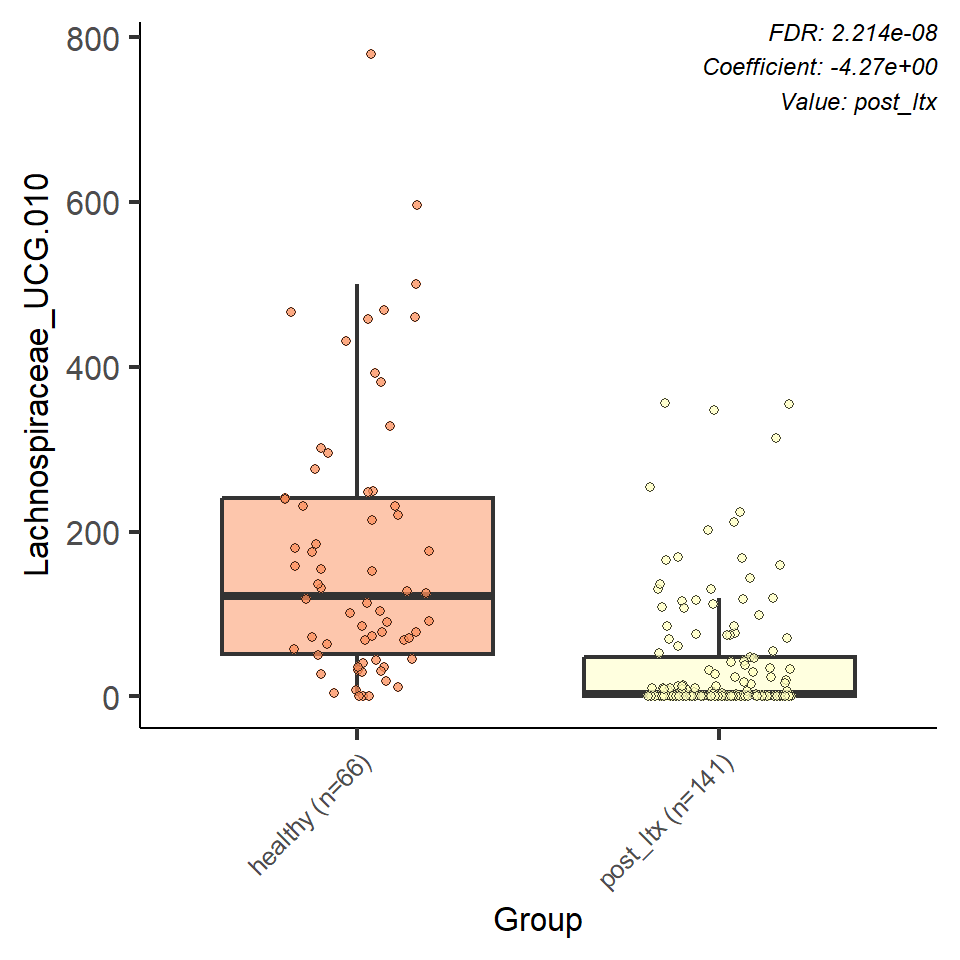 FDR: 2.214e-08
Coefficient: -4.27e+00
Value: post_ltx
Lachnospiraceae_UCG.010
800
600
400
200
0
healthy (n=66)
post_ltx (n=141)
Group